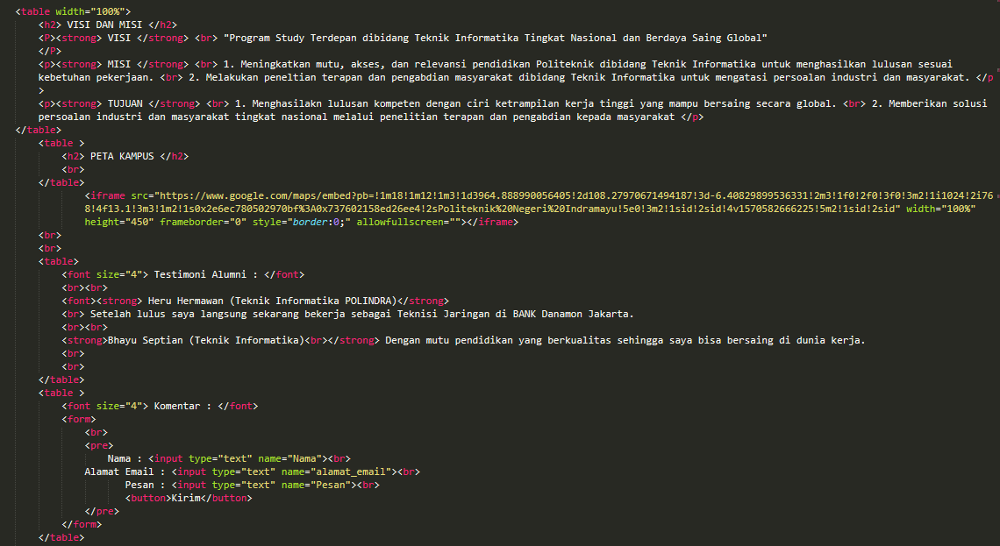 <table width="100%">
<h2> VISI DAN MISI </h2>
<P><strong> VISI </strong> <br> "Program Study Terdepan dibidang Teknik Informatika Tingkat Nasional dan Berdaya Saing Global"
</P>
<p><strong> MISI </strong> <br> 1. Meningkatkan mutu, akses, dan relevansi pendidikan Politeknik dibidang Teknik Informatika untuk menghasilkan lulusan sesuai
kebetuhan pekerjaan. <br> 2. Melakukan peneltian terapan dan pengabdian masyarakat dibidang Teknik Informatika untuk mengatasi persoalan industri dan masyarakat. </p
>
<p><strong> TUJUAN </strong> <br> 1. Menghasilakn lulusan kompeten dengan ciri ketrampilan kerja tinggi yang mampu bersaing secara global. <br> 2. Memberikan solusi
persoalan industri dan masyarakat tingkat nasional melalui penelitian terapan dan pengabdian kepada masyarakat </p>
</table>
<table >
<h2> PETA KAMPUS </h2>
<br>
</table>
<iframe src="https://www.google.com/maps/embed?pb=!1m18!1m12!1m3!1d3964.888990056405!2d108.27970671494187!3d-6.40829899536331!2m3!1f0!2f0!3f0!3m2!1i1024!2i76
8!4f13.1!3m3!1m2!1s0x2e6ec780502970bf%3A0x737602158ed26ee4!2sPoliteknik%20Negeri%20Indramayu!5e0!3m2!1sid!2sid!4v1570582666225!5m2!1sid!2sid" width="100%"
height="450" frameborder="0" style="border:0;" allowfullscreen=""></iframe>
<br>
<br>
<table>
<font size="4"> Testimoni Alumni : </font>
<br><br>
<font><strong> Heru Hermawan (Teknik Informatika POLINDRA)</strong>
<br> Setelah lulus saya langsung sekarang bekerja sebagai Teknisi Jaringan di BANK Danamon Jakarta.
<br><br>
<strong>Bhayu Septian (Teknik Informatika)<br></strong> Dengan mutu pendidikan yang berkualitas sehingga saya bisa bersaing di dunia kerja.
<br>
<br>
</table>
<table >
<font size="4"> Komentar : </font>
<form>
<br>
<pre>
Nama : <input type="text" name="Nama"><br>
Alamat Email : <input type="text" name="alamat_email"><br>
Pesan : <input type="text" name="Pesan"><br>
<button>Kirim</button>
</pre>
</form>
</table>